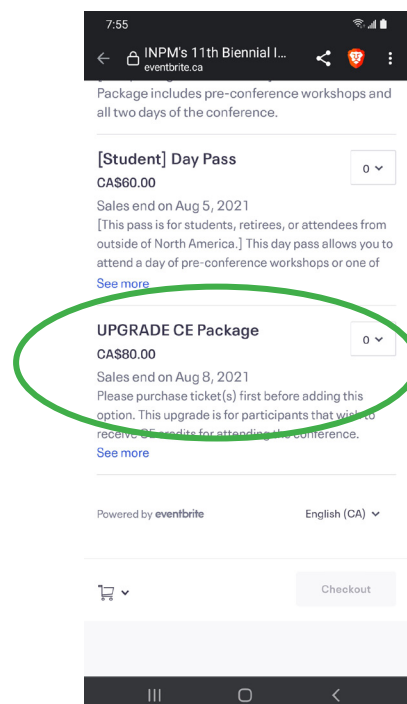 7:55
INPM's 11th Biennial I...
eventbrite.ca
Package includes pre-conference workshops and
all two days of the conference.
[Student] Day Pass
0
CA$60.00
Sales end on Aug 5, 2021
[This pass is for students, retirees, or attendees from
outside of North America.] This day pass allows you to
attend a day of pre-conference workshops or one of
See more
UPGRADE CE Package
0
CA$80.00
Sales end on Aug 8, 2021
Please purchase ticket(s) first before adding this
option. This upgrade is for participants that wish to
receive CE credits for attending the conference.
See more
Powered by eventbrite
English (CA)
Checkout